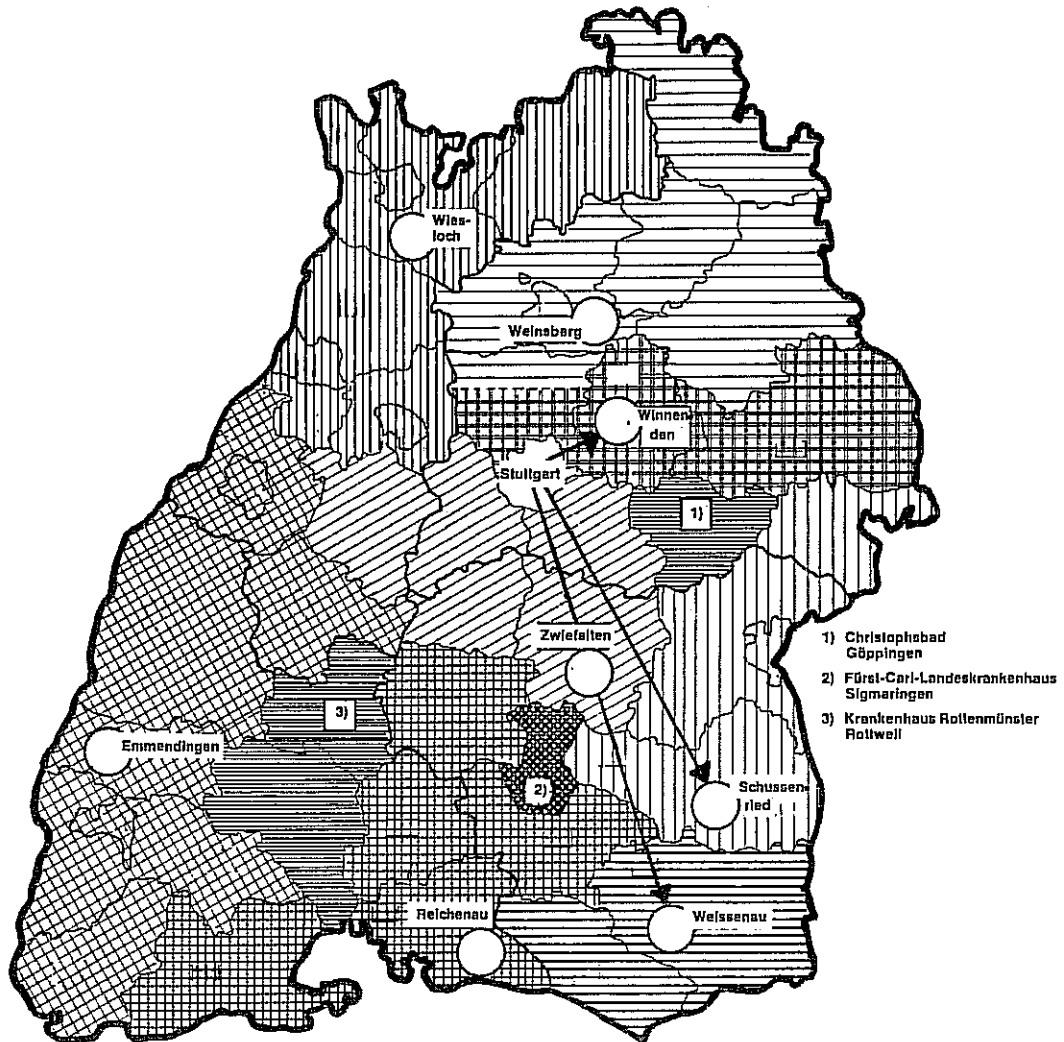 Wies-
loch
Weinsberg
Winnen-
den
Stuttgart
1)
Zwiefalten
1) Christophsbad
Göppingen
2) Fürst-Carl-Landeskrankenhaus
Sigmaringen
3) Krankenhaus Rottenmünster
Rottweil
3)
Emmendingen
2)
Schussen-
ried
Reichenau
Weissenau